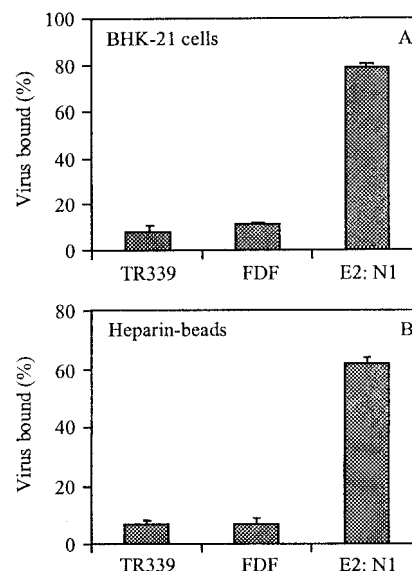 100
BHK-21 cells A
80
60
40
20
0
Virus bound (%)
TR339 FDF E2: N1
80
Heparin-beads B
60
40
20
0
Virus bound (%)
TR339 FDF E2: N1